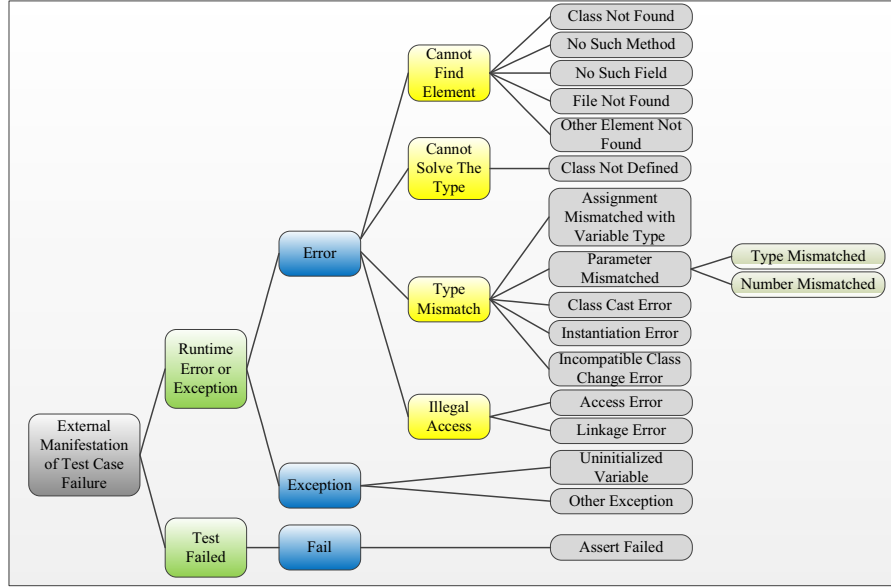 External
Manifestation
of Test Case
Failure
Runtime
Error or
Exception
Test
Failed
Error
Exception
Fail
Cannot
Find
Element
Cannot
Solve The
Type
Type
Mismatch
Illegal
Access
Class Not Found
No Such Method
No Such Field
File Not Found
Other Element Not
Found
Class Not Defined
Assignment
Mismatched with
Variable Type
Parameter
Mismatched
Class Cast Error
Instantiation Error
Incompatible Class
Change Error
Access Error
Linkage Error
Uninitialized
Variable
Other Exception
Assert Failed
Type Mismatched
Number Mismatched